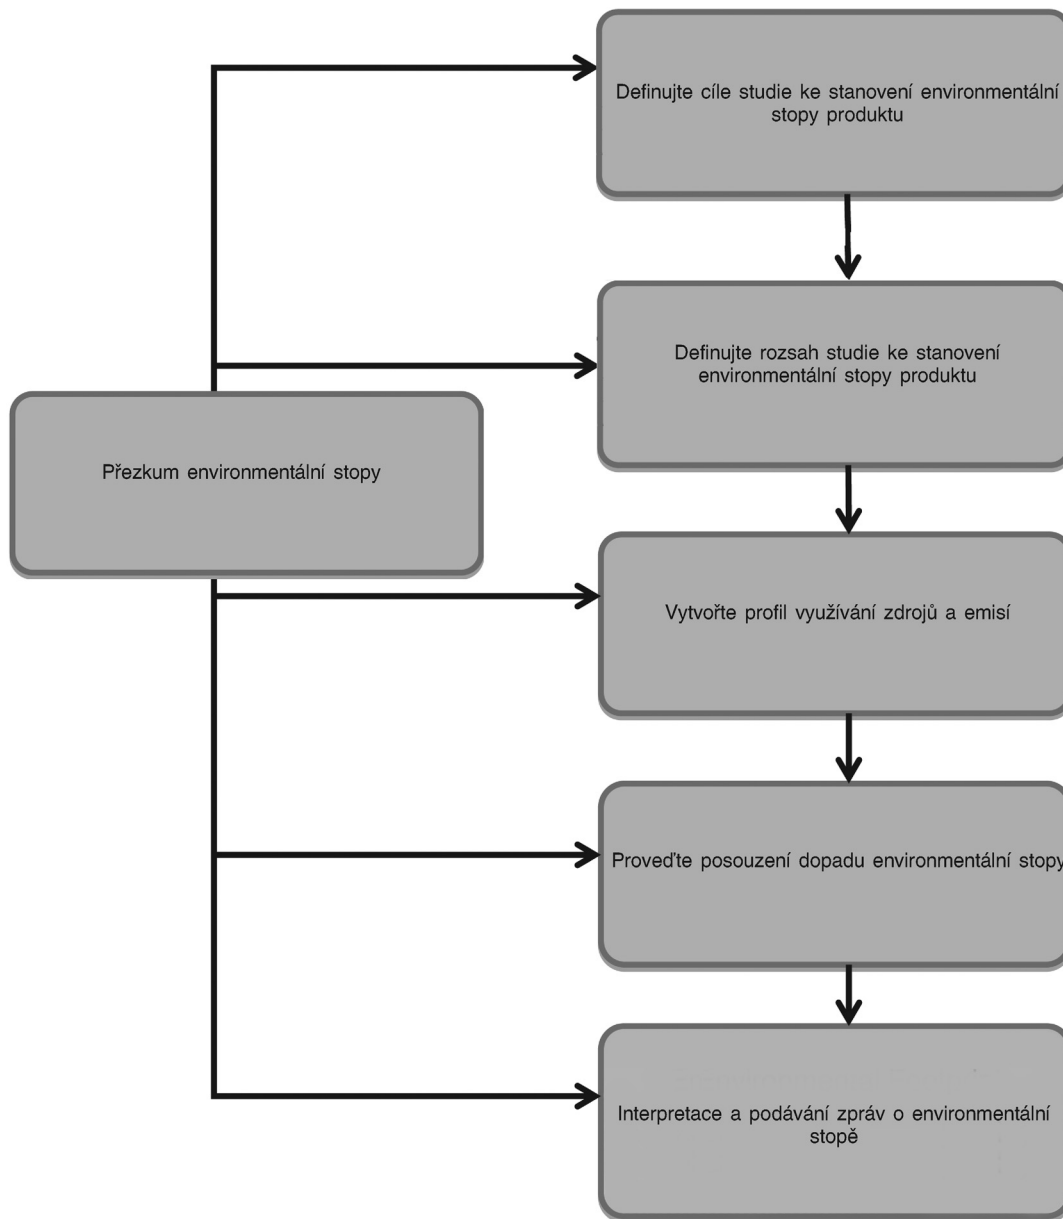 Definujte cíle studie ke stanovení environmentální
stopy produktu
Definujte rozsah studie ke stanovení
environmentální stopy produktu
Přezkum environmentální stopy
Vytvořte profil využívání zdrojů a emisí
Proveďte posouzení dopadu environmentální stopy
Interpretace a podávání zpráv o environmentální
stopě